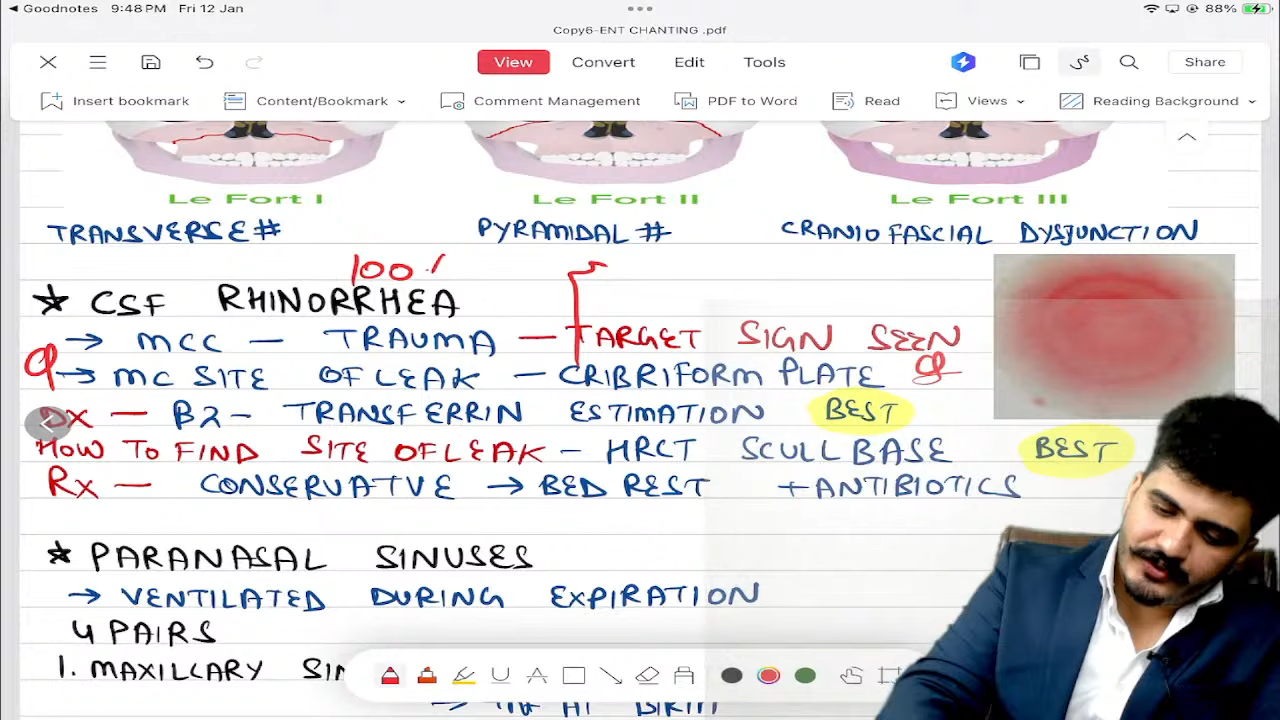 Goodnotes 9:48 PM Fri 12 Jan 88%
Copy6-ENT CHANTING .pdf
View Convert Edit Tools Share
Insert bookmark Content/Bookmark Comment Management PDF to Word Read Views Reading Background
Le Fort I Le Fort II Le Fort III
TRANSVERSE # PYRAMIDAL # CRANIOFASCIAL DYSJUNCTION
100 %
★ CSF RHINORRHEA
→ MCC - TRAUMA - TARGET SIGN SEEN
→ MC SITE OF LEAK - CRIBRIFORM PLATE
DX - B2 - TRANSFERRIN ESTIMATION BEST
HOW TO FIND SITE OF LEAK - HRCT SCULL BASE BEST
Rx - CONSERVATVE → BED REST + ANTIBIOTICS
★ PARANASAL SINUSES
→ VENTILATED DURING EXPIRATION
4 PAIRS
1. MAXILLARY